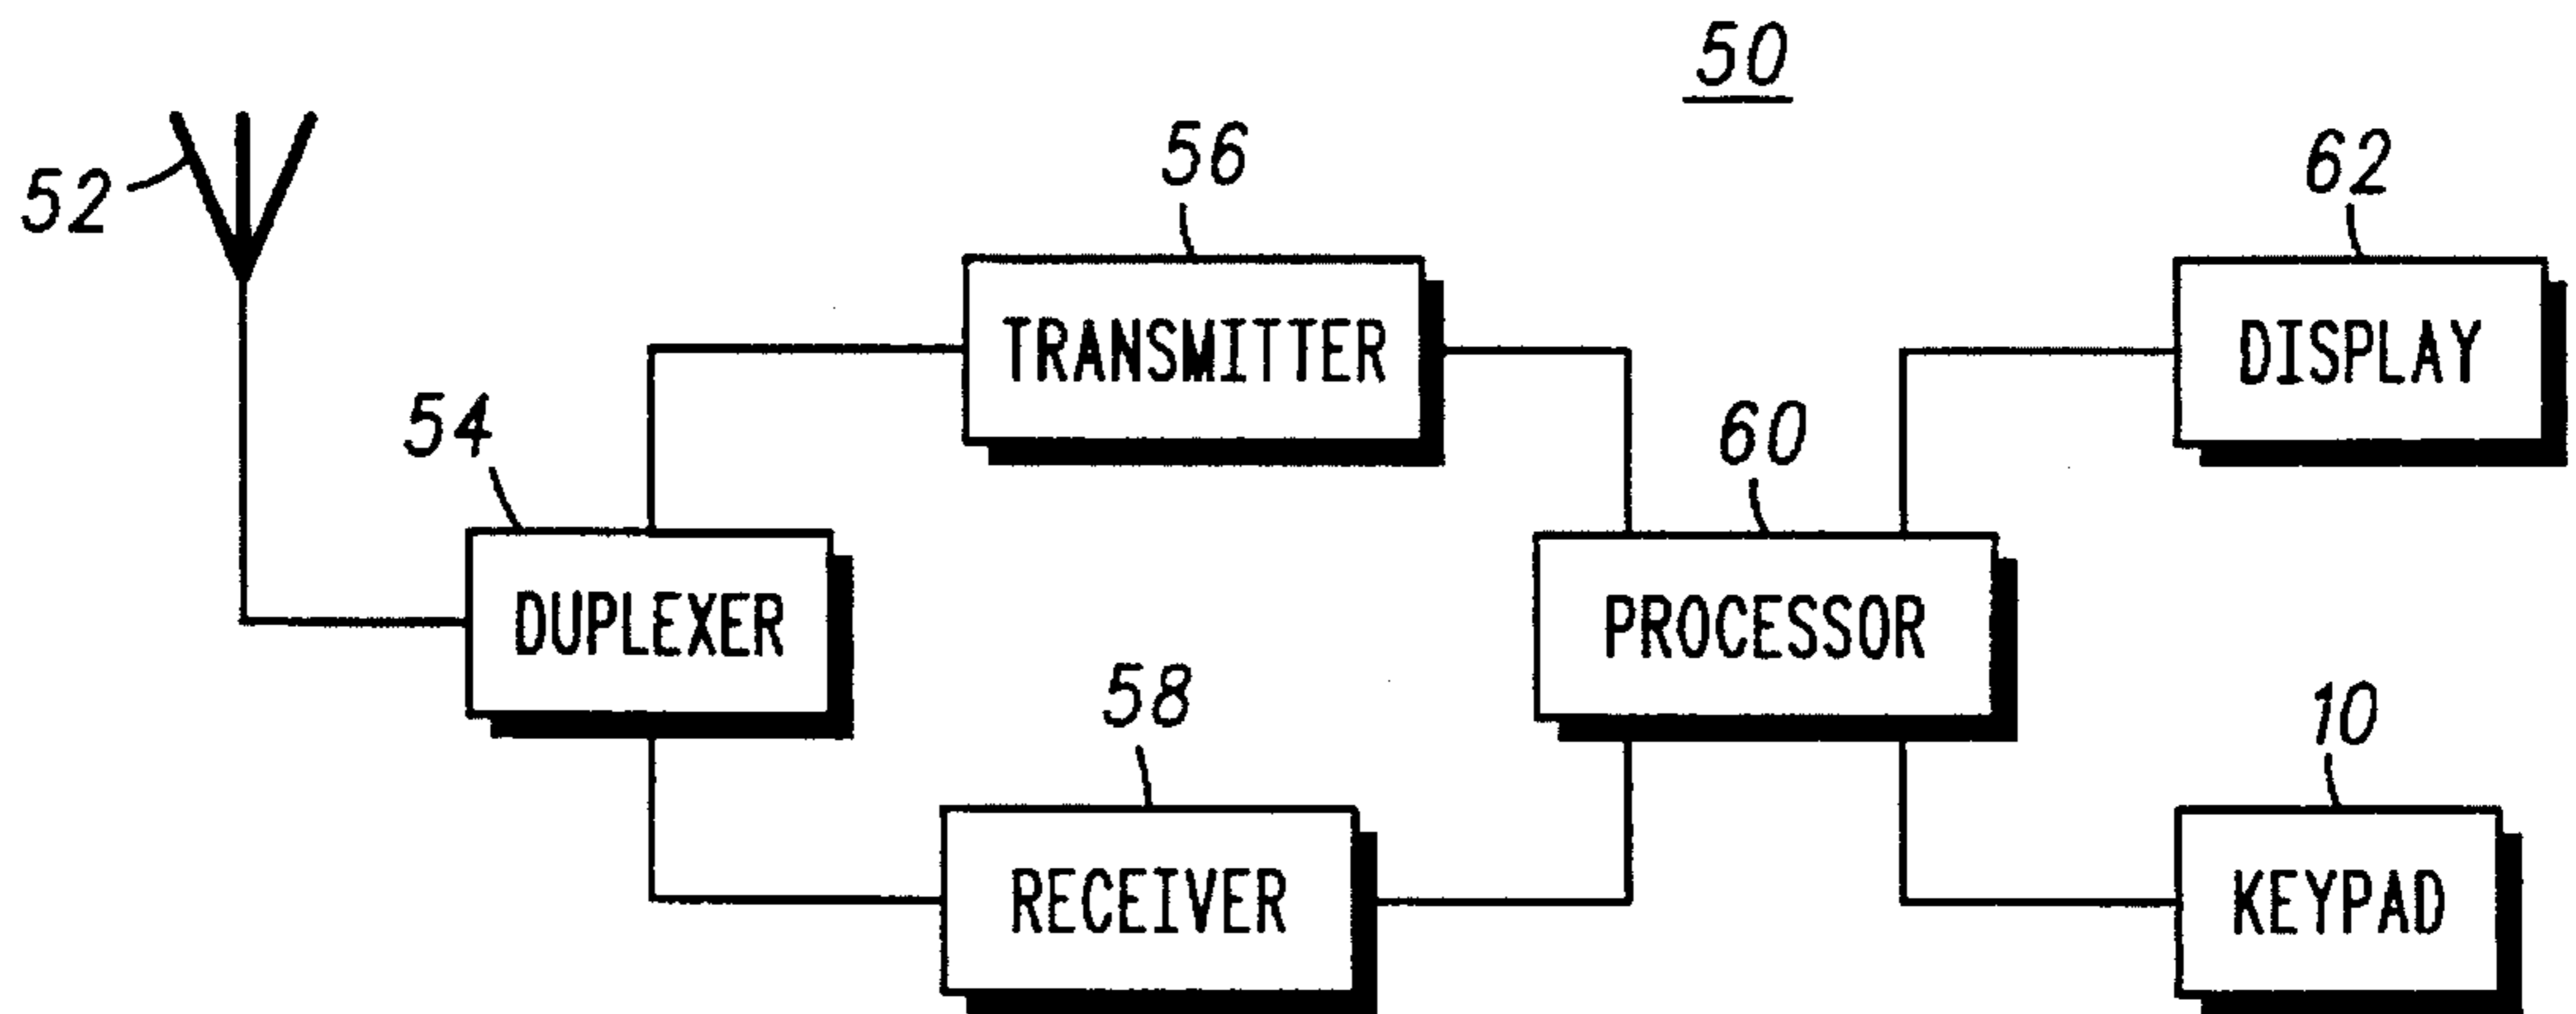 50
52
56
62
TRANSMITTER
DISPLAY
54
60
DUPLEXER
PROCESSOR
58
10
RECEIVER
KEYPAD